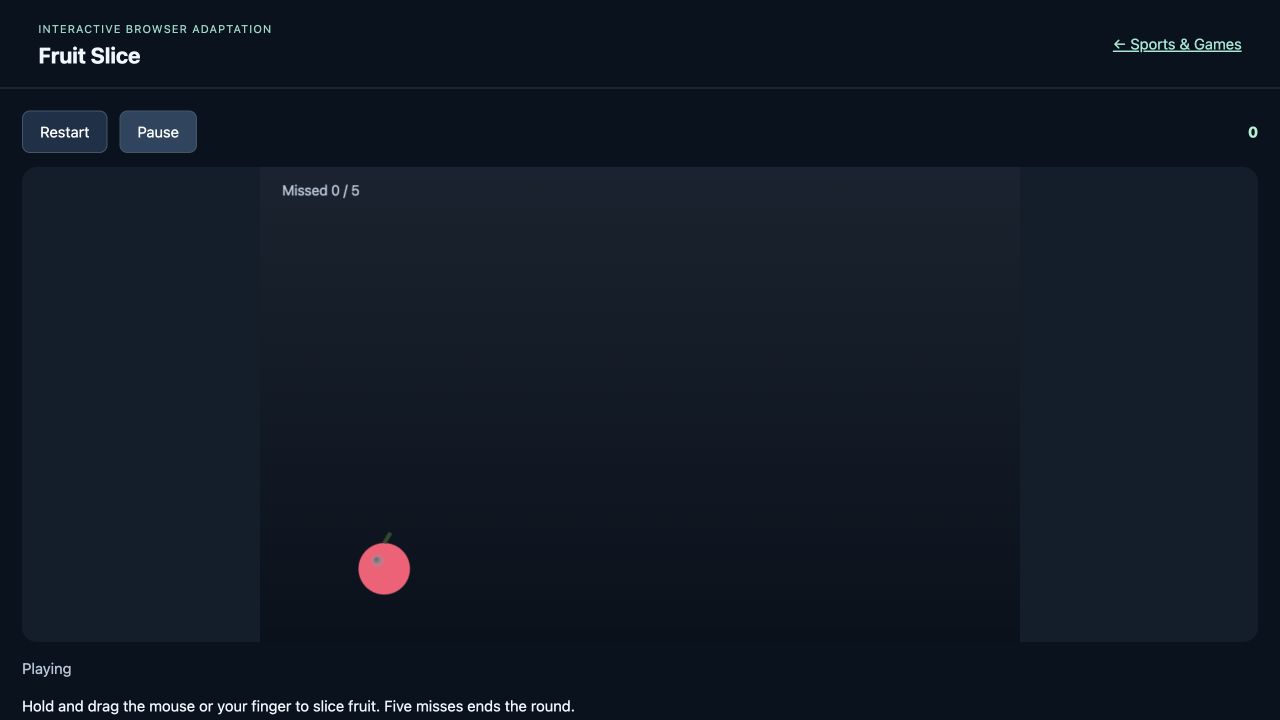 INTERACTIVE BROWSER ADAPTATION
Fruit Slice
← Sports & Games
Restart
Pause
0
Missed 0 / 5
Playing
Hold and drag the mouse or your finger to slice fruit. Five misses ends the round.